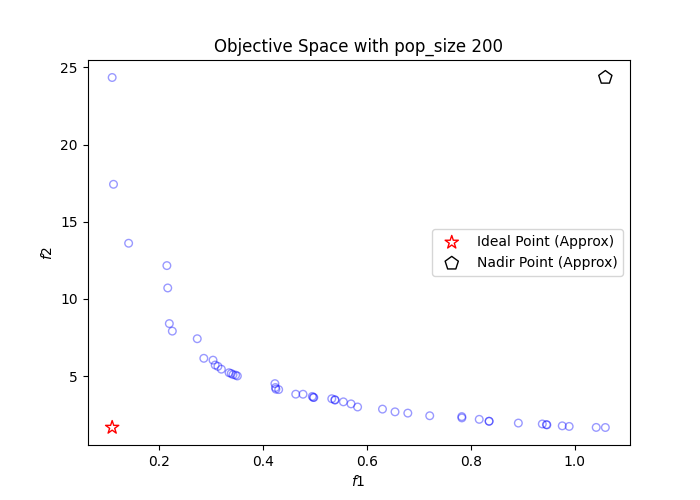 Objective Space with pop_size 200
25
20
15
10
5
f2
Ideal Point (Approx)
Nadir Point (Approx)
0.2
0.4
0.6
0.8
1.0
f1